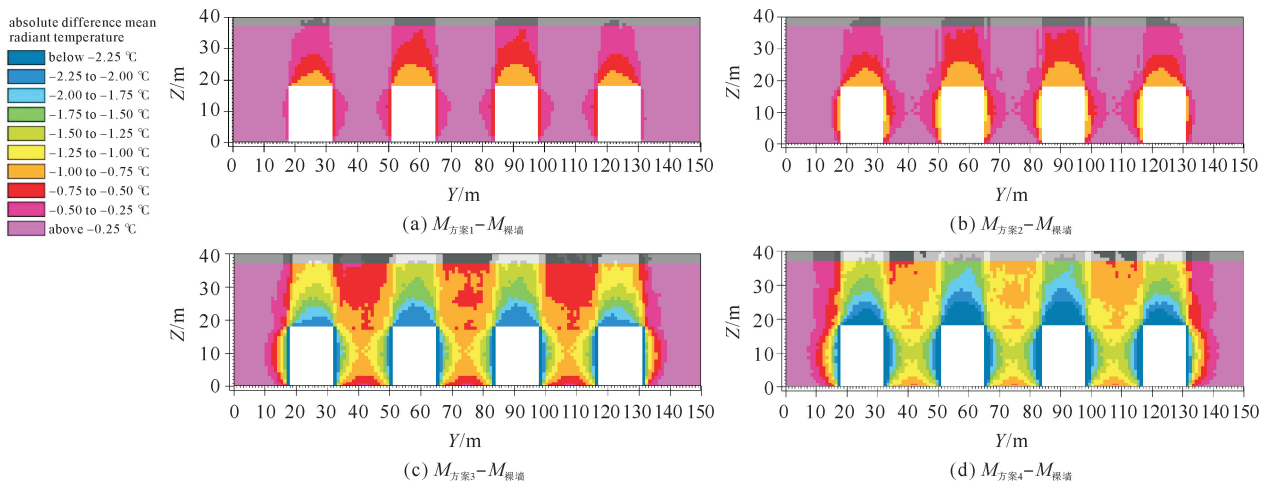 absolute difference mean
radiant temperature
below −2.25 ℃
−2.25 to −2.00 ℃
−2.00 to −1.75 ℃
−1.75 to −1.50 ℃
−1.50 to −1.25 ℃
−1.25 to −1.00 ℃
−1.00 to −0.75 ℃
−0.75 to −0.50 ℃
−0.50 to −0.25 ℃
above −0.25 ℃
40
30
20
10
0
Z/m
0 10 20 30 40 50 60 70 80 90 100 110 120 130 140 150
Y/m
(a) M方案1−M裸墙
40
30
20
10
0
Z/m
0 10 20 30 40 50 60 70 80 90 100 110 120 130 140 150
Y/m
(b) M方案2−M裸墙
40
30
20
10
0
Z/m
0 10 20 30 40 50 60 70 80 90 100 110 120 130 140 150
Y/m
(c) M方案3−M裸墙
40
30
20
10
0
Z/m
0 10 20 30 40 50 60 70 80 90 100 110 120 130 140 150
Y/m
(d) M方案4−M裸墙